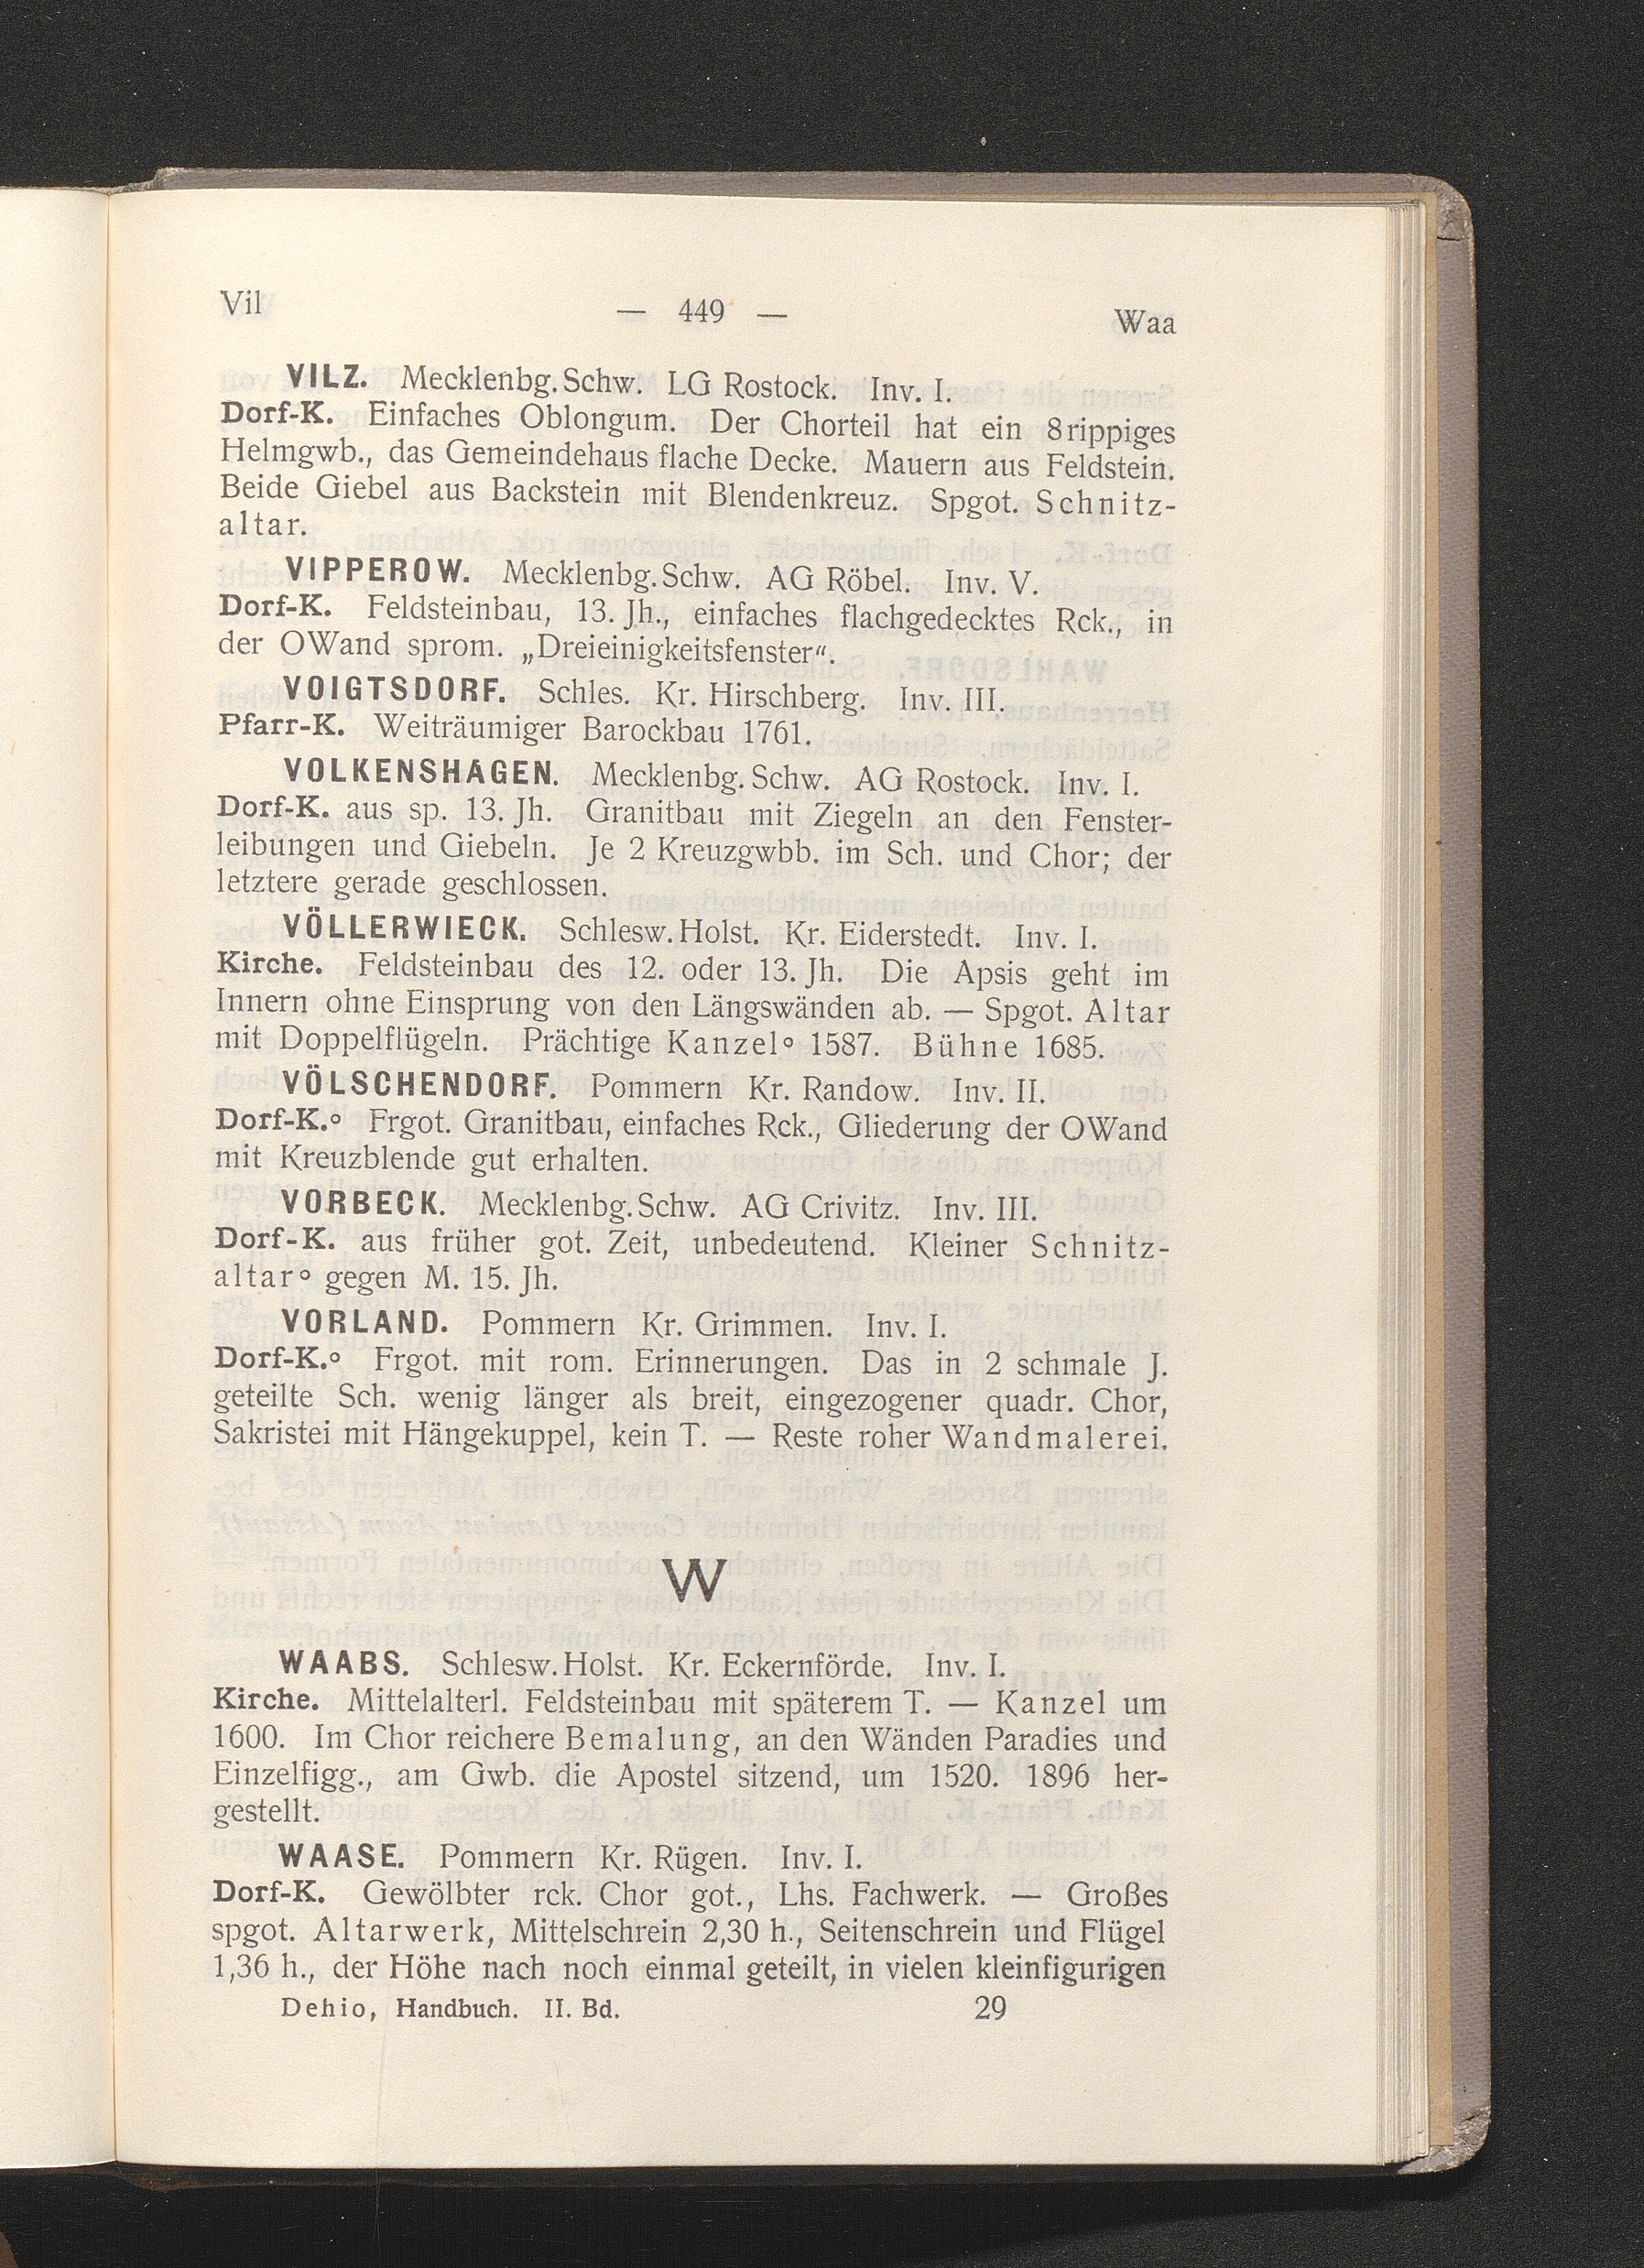 Vil — 449 — Waa
VILZ. Mecklenbg. Schw. LG Rostock. Inv. I.
Dorf-K. Einfaches Oblongum. Der Chorteil hat ein 8rippiges
Helmgwb., das Gemeindehaus flache Decke. Mauern aus Feldstein.
Beide Giebel aus Backstein mit Blendenkreuz. Spgot. Schnitz-
altar.
VIPPEROW. Mecklenbg. Schw. AG Röbel. Inv. V.
Dorf-K. Feldsteinbau, 13. Jh., einfaches flachgedecktes Rck., in
der OWand sprom. „Dreieinigkeitsfenster“.
VOIGTSDORF. Schles. Kr. Hirschberg. Inv. III.
Pfarr-K. Weiträumiger Barockbau 1761.
VOLKENSHAGEN. Mecklenbg. Schw. AG Rostock. Inv. I.
Dorf-K. aus sp. 13. Jh. Granitbau mit Ziegeln an den Fenster-
leibungen und Giebeln. Je 2 Kreuzgwbb. im Sch. und Chor; der
letztere gerade geschlossen.
VÖLLERWIECK. Schlesw. Holst. Kr. Eiderstedt. Inv. I.
Kirche. Feldsteinbau des 12. oder 13. Jh. Die Apsis geht im
Innern ohne Einsprung von den Längswänden ab. — Spgot. Altar
mit Doppelflügeln. Prächtige Kanzel° 1587. Bühne 1685.
VÖLSCHENDORF. Pommern Kr. Randow. Inv. II.
Dorf-K.° Frgot. Granitbau, einfaches Rck., Gliederung der OWand
mit Kreuzblende gut erhalten.
VORBECK. Mecklenbg. Schw. AG Crivitz. Inv. III.
Dorf-K. aus früher got. Zeit, unbedeutend. Kleiner Schnitz-
altar° gegen M. 15. Jh.
VORLAND. Pommern Kr. Grimmen. Inv. I.
Dorf-K.° Frgot. mit rom. Erinnerungen. Das in 2 schmale J.
geteilte Sch. wenig länger als breit, eingezogener quadr. Chor,
Sakristei mit Hängekuppel, kein T. — Reste roher Wandmalerei.
W
WAABS. Schlesw. Holst. Kr. Eckernförde. Inv. I.
Kirche. Mittelalterl. Feldsteinbau mit späterem T. — Kanzel um
1600. Im Chor reichere Bemalung, an den Wänden Paradies und
Einzelfigg., am Gwb. die Apostel sitzend, um 1520. 1896 her-
gestellt.
WAASE. Pommern Kr. Rügen. Inv. I.
Dorf-K. Gewölbter rck. Chor got., Lhs. Fachwerk. — Großes
spgot. Altarwerk, Mittelschrein 2,30 h., Seitenschrein und Flügel
1,36 h., der Höhe nach noch einmal geteilt, in vielen kleinfigurigen
Dehio, Handbuch. II. Bd. 29